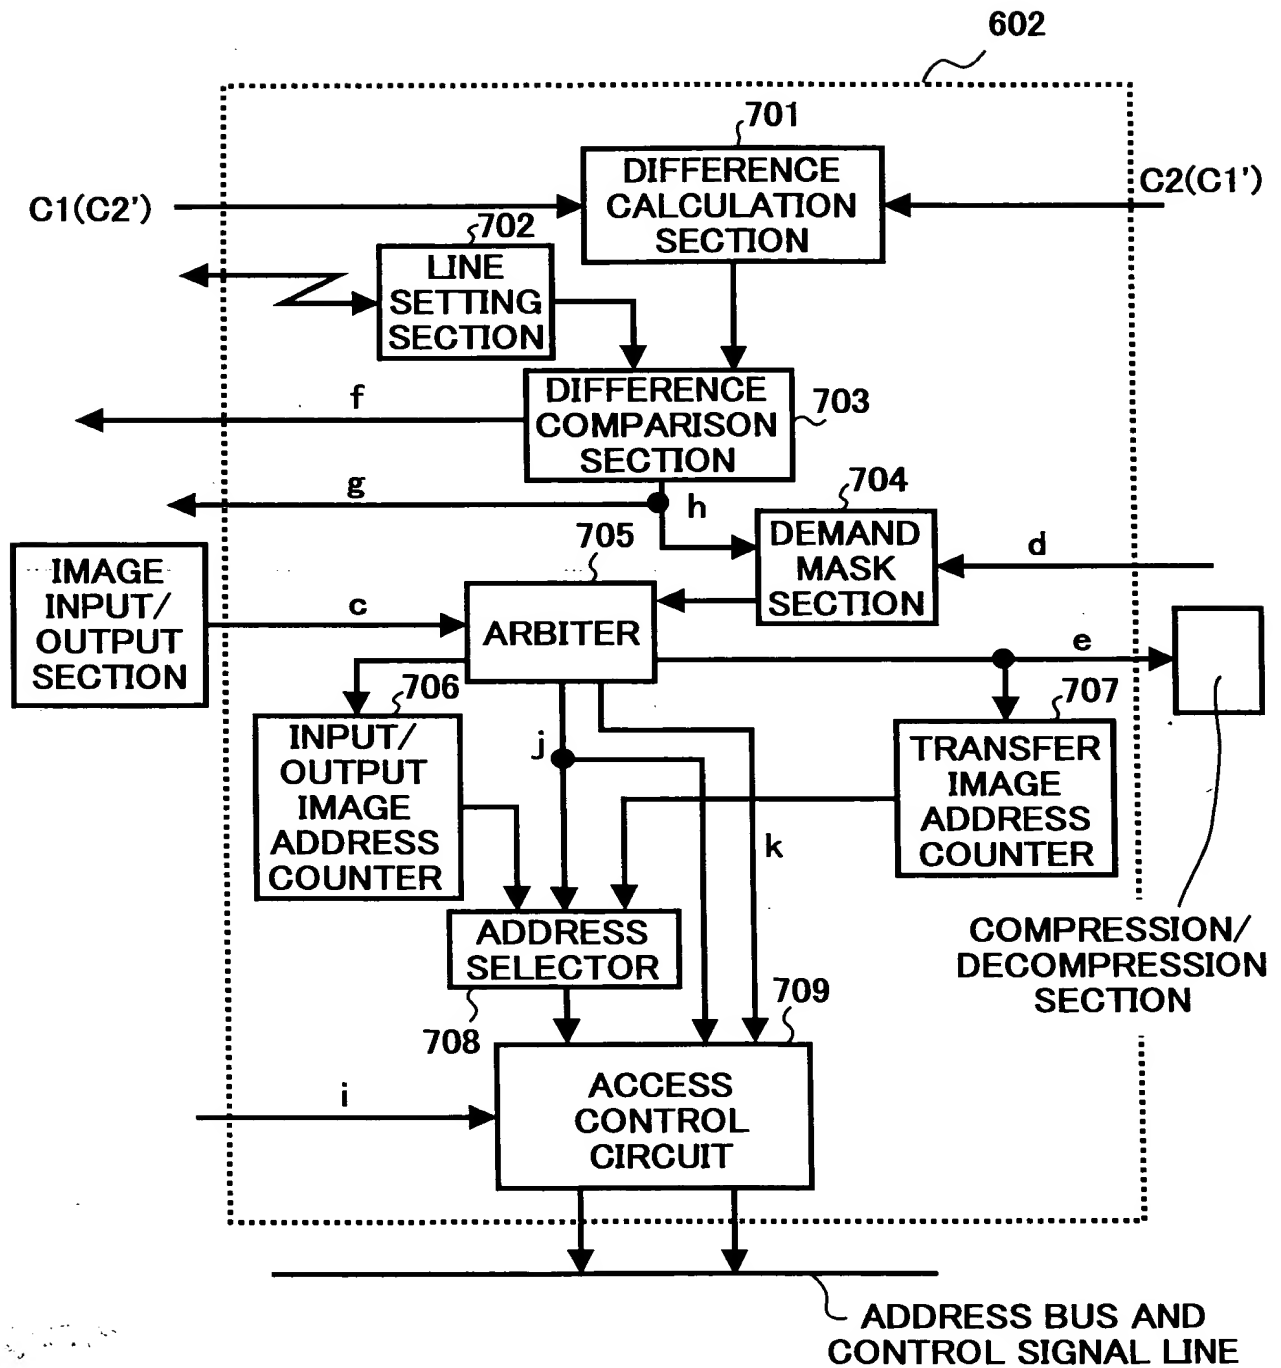 602
701
DIFFERENCE
CALCULATION
SECTION
C1(C2')
C2(C1')
702
LINE
SETTING
SECTION
f
DIFFERENCE
COMPARISON
SECTION
703
g
h
704
DEMAND
MASK
SECTION
d
705
IMAGE
INPUT/
OUTPUT
SECTION
c
ARBITER
e
706
707
INPUT/
OUTPUT
IMAGE
ADDRESS
COUNTER
j
k
TRANSFER
IMAGE
ADDRESS
COUNTER
ADDRESS
SELECTOR
708
COMPRESSION/
DECOMPRESSION
SECTION
709
i
ACCESS
CONTROL
CIRCUIT
ADDRESS BUS AND
CONTROL SIGNAL LINE